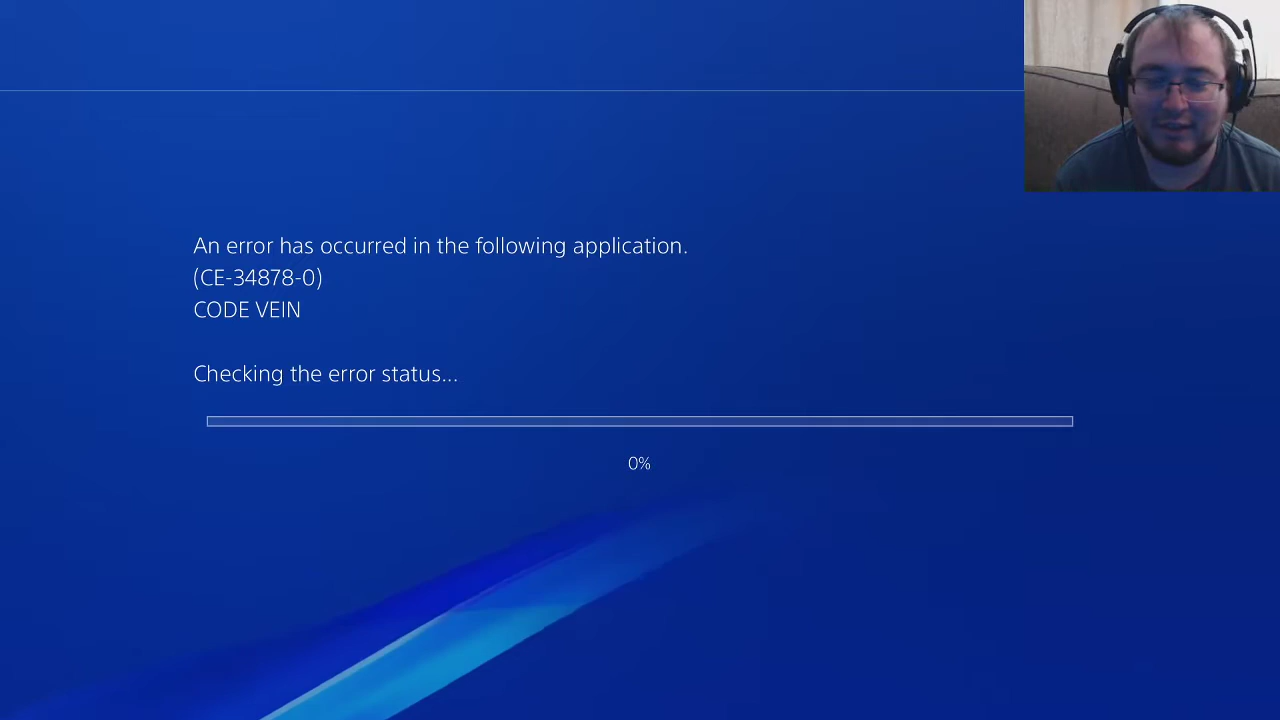 An error has occurred in the following application.
(CE-34878-0)
CODE VEIN
Checking the error status...
0%